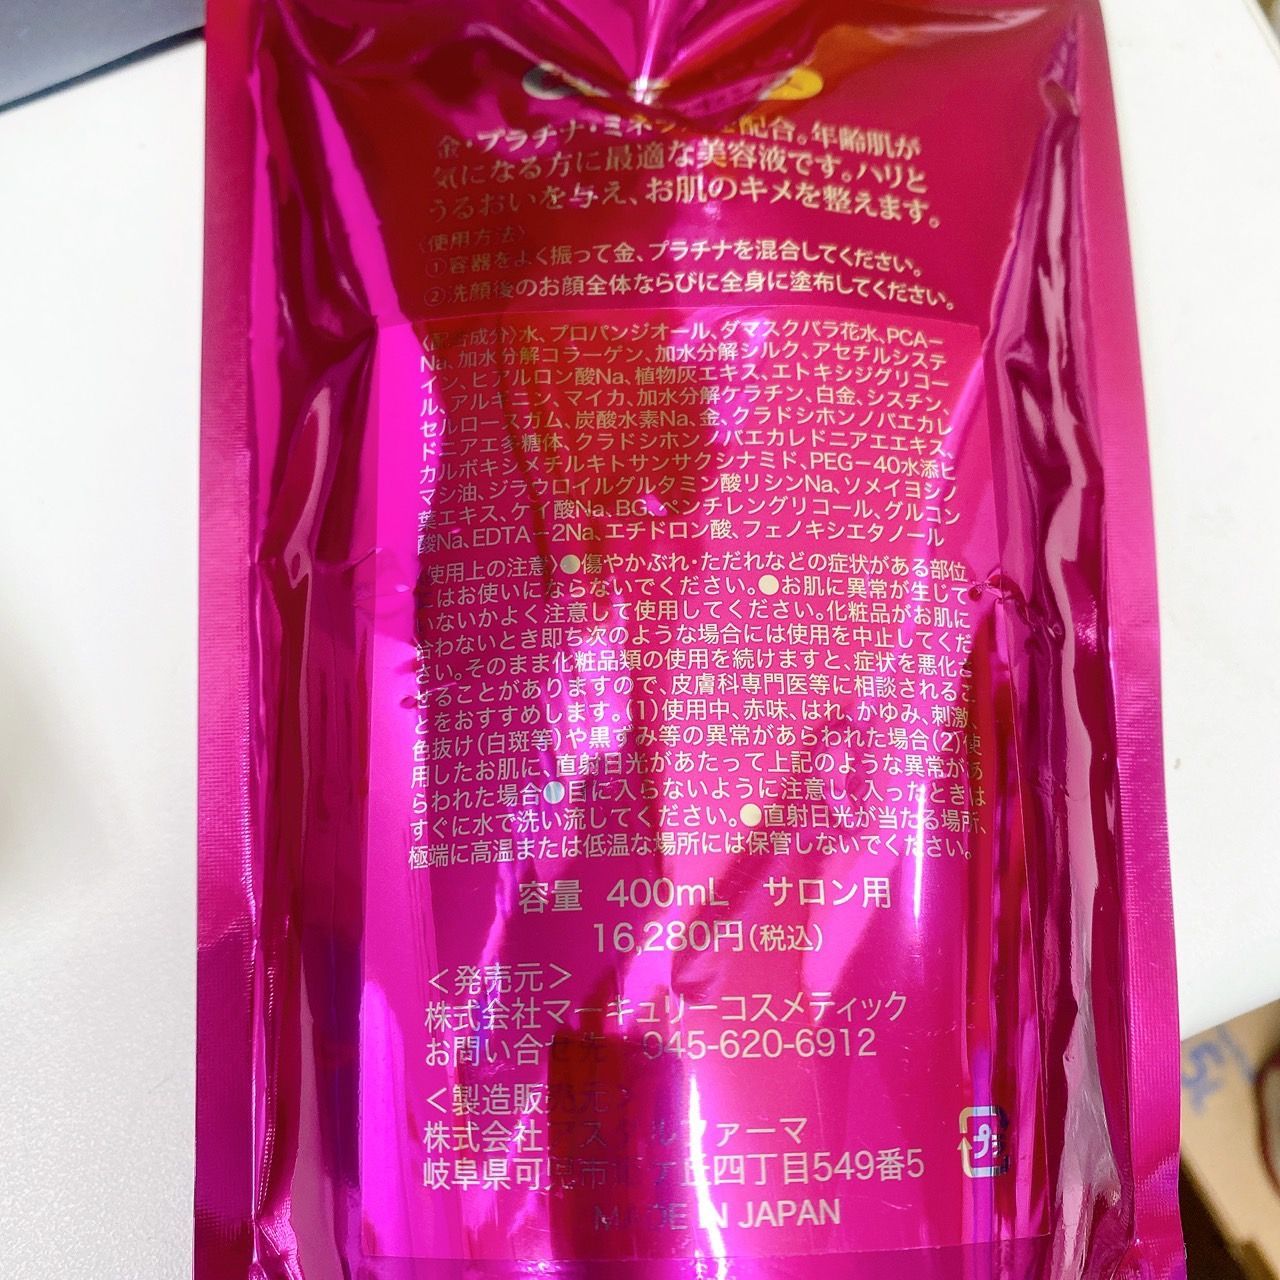 金・プラチナ・ミネラル 配合。年齢肌が
気になる方に最適な美容液です。ハリと
うるおいを与え、お肌のキメを整えます。
〈使用方法〉
①容器をよく振って金、プラチナを混合してください。
②洗顔後のお顔全体ならびに全身に塗布してください。
〈配合成分〉水、プロパンジオール、ダマスクバラ花水、PCA－
Na、加水分解コラーゲン、加水分解シルク、アセチルシステ
イン、ヒアルロン酸Na、植物灰エキス、エトキシジグリコー
ル、アルギニン、マイカ、加水分解ケラチン、白金、シスチン、
セルロースガム、炭酸水素Na、金、クラドシホンノバエカレ
ドニアエ多糖体、クラドシホンノバエカレドニアエエキス、
カルボキシメチルキトサンサクシナミド、PEG－40水添ヒ
マシ油、ジラウロイルグルタミン酸リシンNa、ソメイヨシノ
葉エキス、ケイ酸Na、BG、ペンチレングリコール、グルコン
酸Na、EDTA－2Na、エチドロン酸、フェノキシエタノール
〈使用上の注意〉●傷やかぶれ・ただれなどの症状がある部位
にはお使いにならないでください。●お肌に異常が生じて
いないかよく注意して使用してください。化粧品がお肌に
合わないとき即ち次のような場合には使用を中止してくだ
さい。そのまま化粧品類の使用を続けますと、症状を悪化さ
せることがありますので、皮膚科専門医等に相談されるこ
とをおすすめします。(1)使用中、赤味、はれ、かゆみ、刺激、
色抜け(白斑等)や黒ずみ等の異常があらわれた場合(2)使
用したお肌に、直射日光があたって上記のような異常があ
らわれた場合●目に入らないように注意し、入ったときは
すぐに水で洗い流してください。●直射日光が当たる場所、
極端に高温または低温な場所には保管しないでください。
容量 400mL サロン用
16,280円(税込)
＜発売元＞
株式会社マーキュリーコスメティック
お問い合せ先 045-620-6912
＜製造販売元＞
株式会社アス ルファーマ
岐阜県可児市 ケ丘四丁目549番5
MADE IN JAPAN
プラ